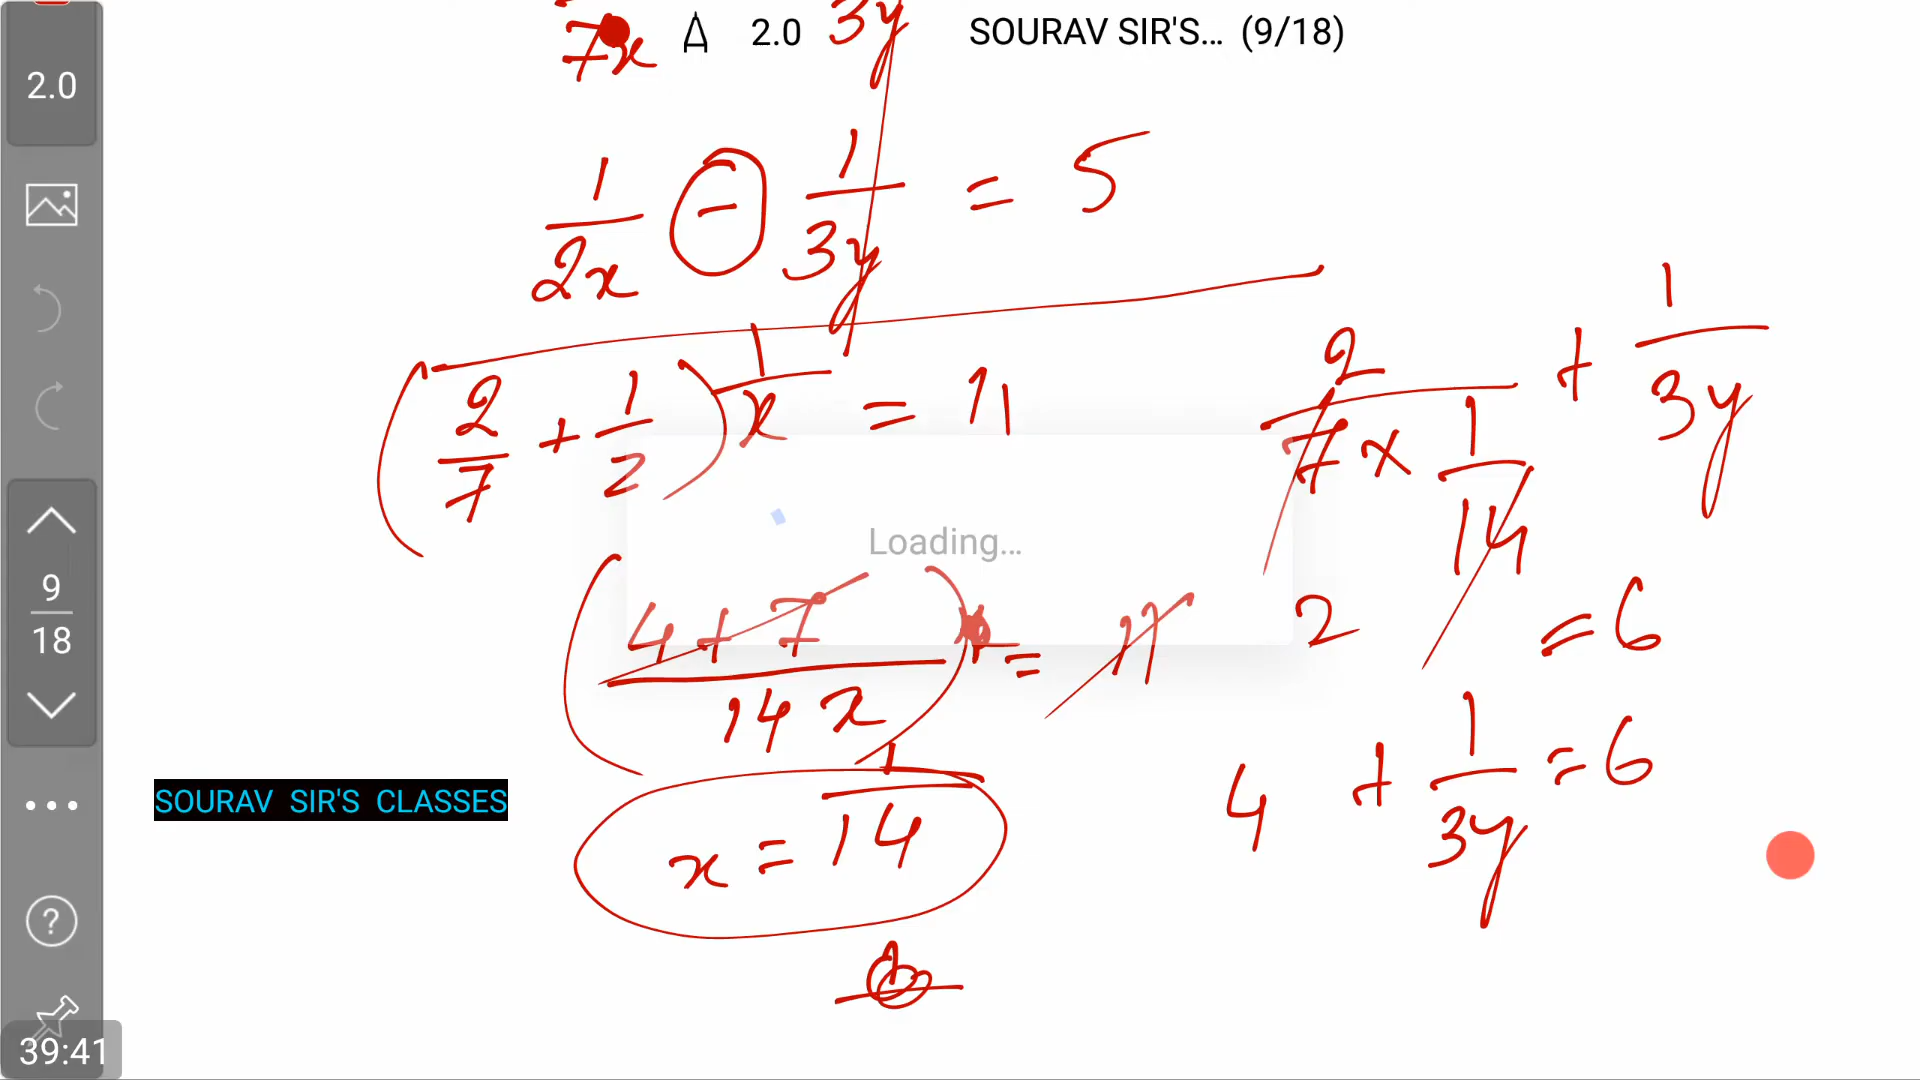 2.0
7x A 2.0 3y SOURAV SIR'S... (9/18)
1/2x - 1/3y = 5
(2/7 + 1/2) 1/x = 11
2/(7 x 1/14) + 1/3y
= 6
2
Loading...
(4+7)/14x = 11
4 + 1/3y = 6
x = 1/14
9
18
SOURAV SIR'S CLASSES
?
39:41